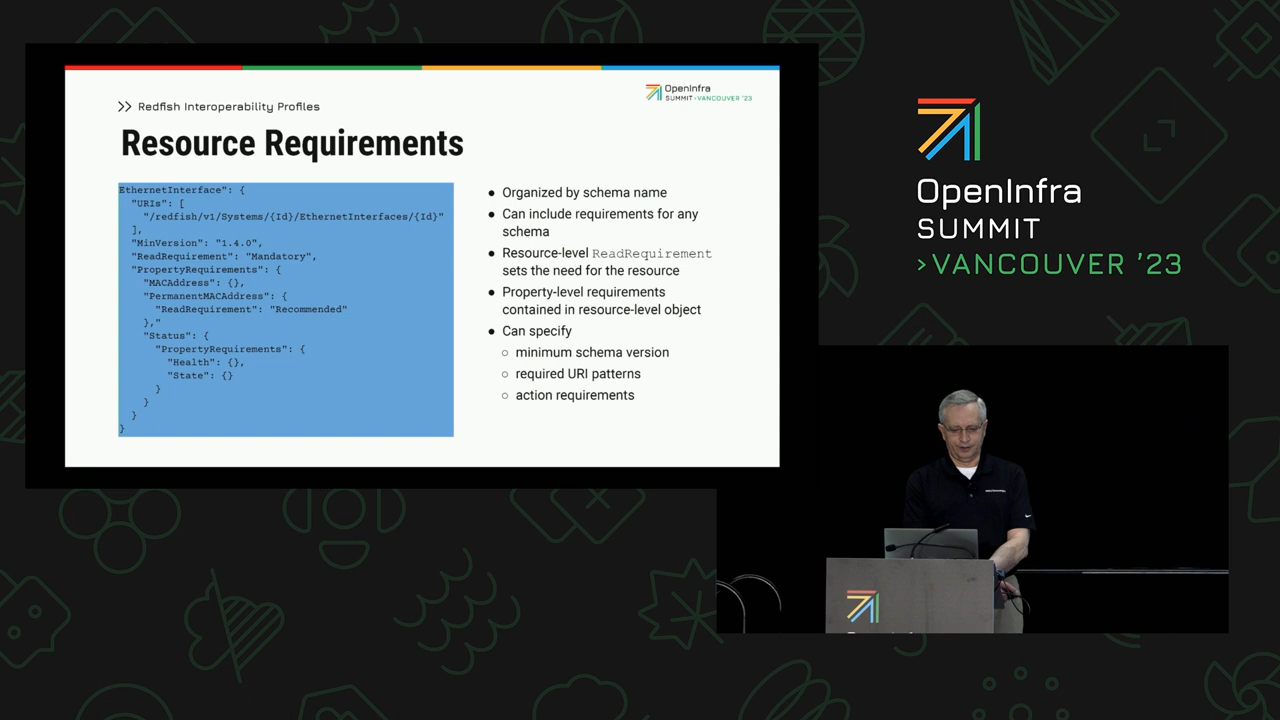 >> Redfish Interoperability Profiles
OpenInfra
SUMMIT >VANCOUVER '23
Resource Requirements
EthernetInterface": {
"URIs": [
"/redfish/v1/Systems/{Id}/EthernetInterfaces/{Id}"
],
"MinVersion": "1.4.0",
"ReadRequirement": "Mandatory",
"PropertyRequirements": {
"MACAddress": {},
"PermanentMACAddress": {
"ReadRequirement": "Recommended"
},"
"Status": {
"PropertyRequirements": {
"Health": {},
"State": {}
}
}
}
}
● Organized by schema name
● Can include requirements for any
schema
● Resource-level ReadRequirement
sets the need for the resource
● Property-level requirements
contained in resource-level object
● Can specify
○ minimum schema version
○ required URI patterns
○ action requirements
OpenInfra
SUMMIT
>VANCOUVER '23